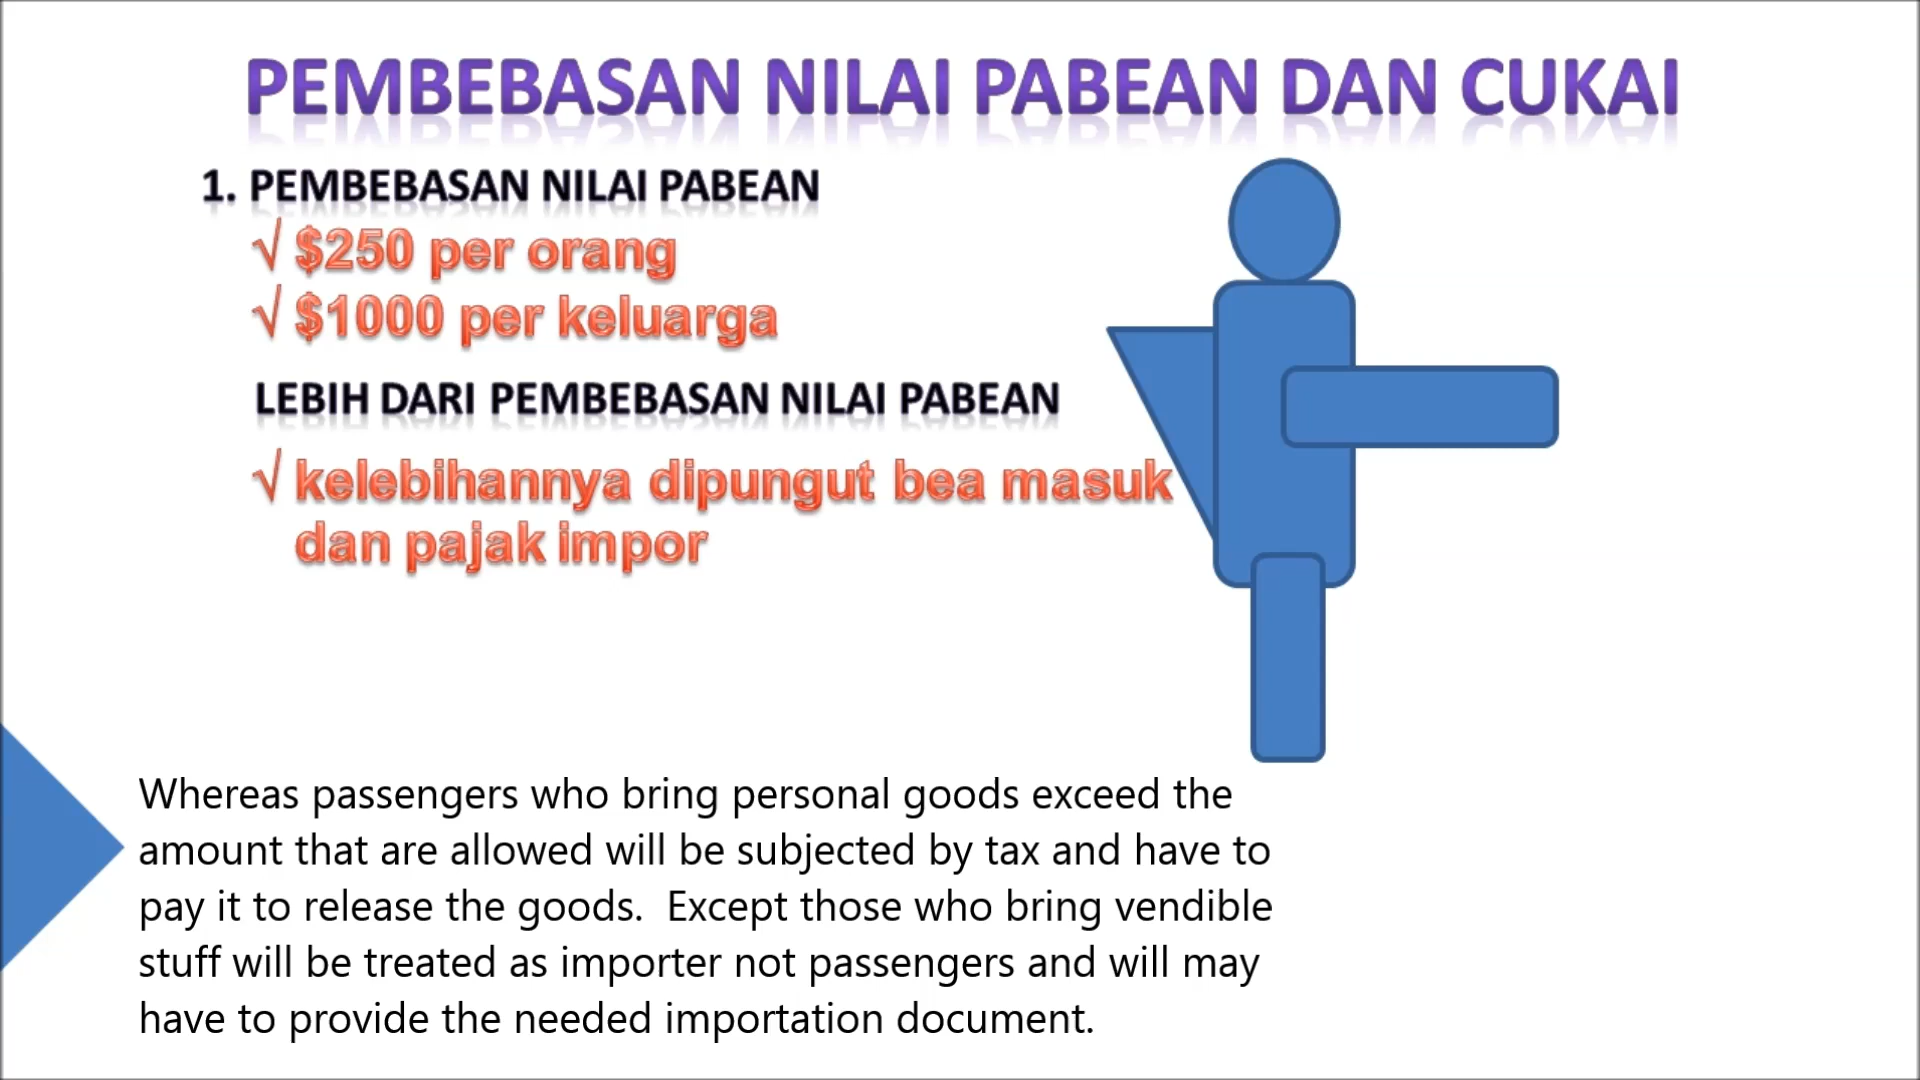 PEMBEBASAN NILAI PABEAN DAN CUKAI
1. PEMBEBASAN NILAI PABEAN
√ $250 per orang
√ $1000 per keluarga
LEBIH DARI PEMBEBASAN NILAI PABEAN
√ kelebihannya dipungut bea masuk
dan pajak impor
Whereas passengers who bring personal goods exceed the
amount that are allowed will be subjected by tax and have to
pay it to release the goods.  Except those who bring vendible
stuff will be treated as importer not passengers and will may
have to provide the needed importation document.